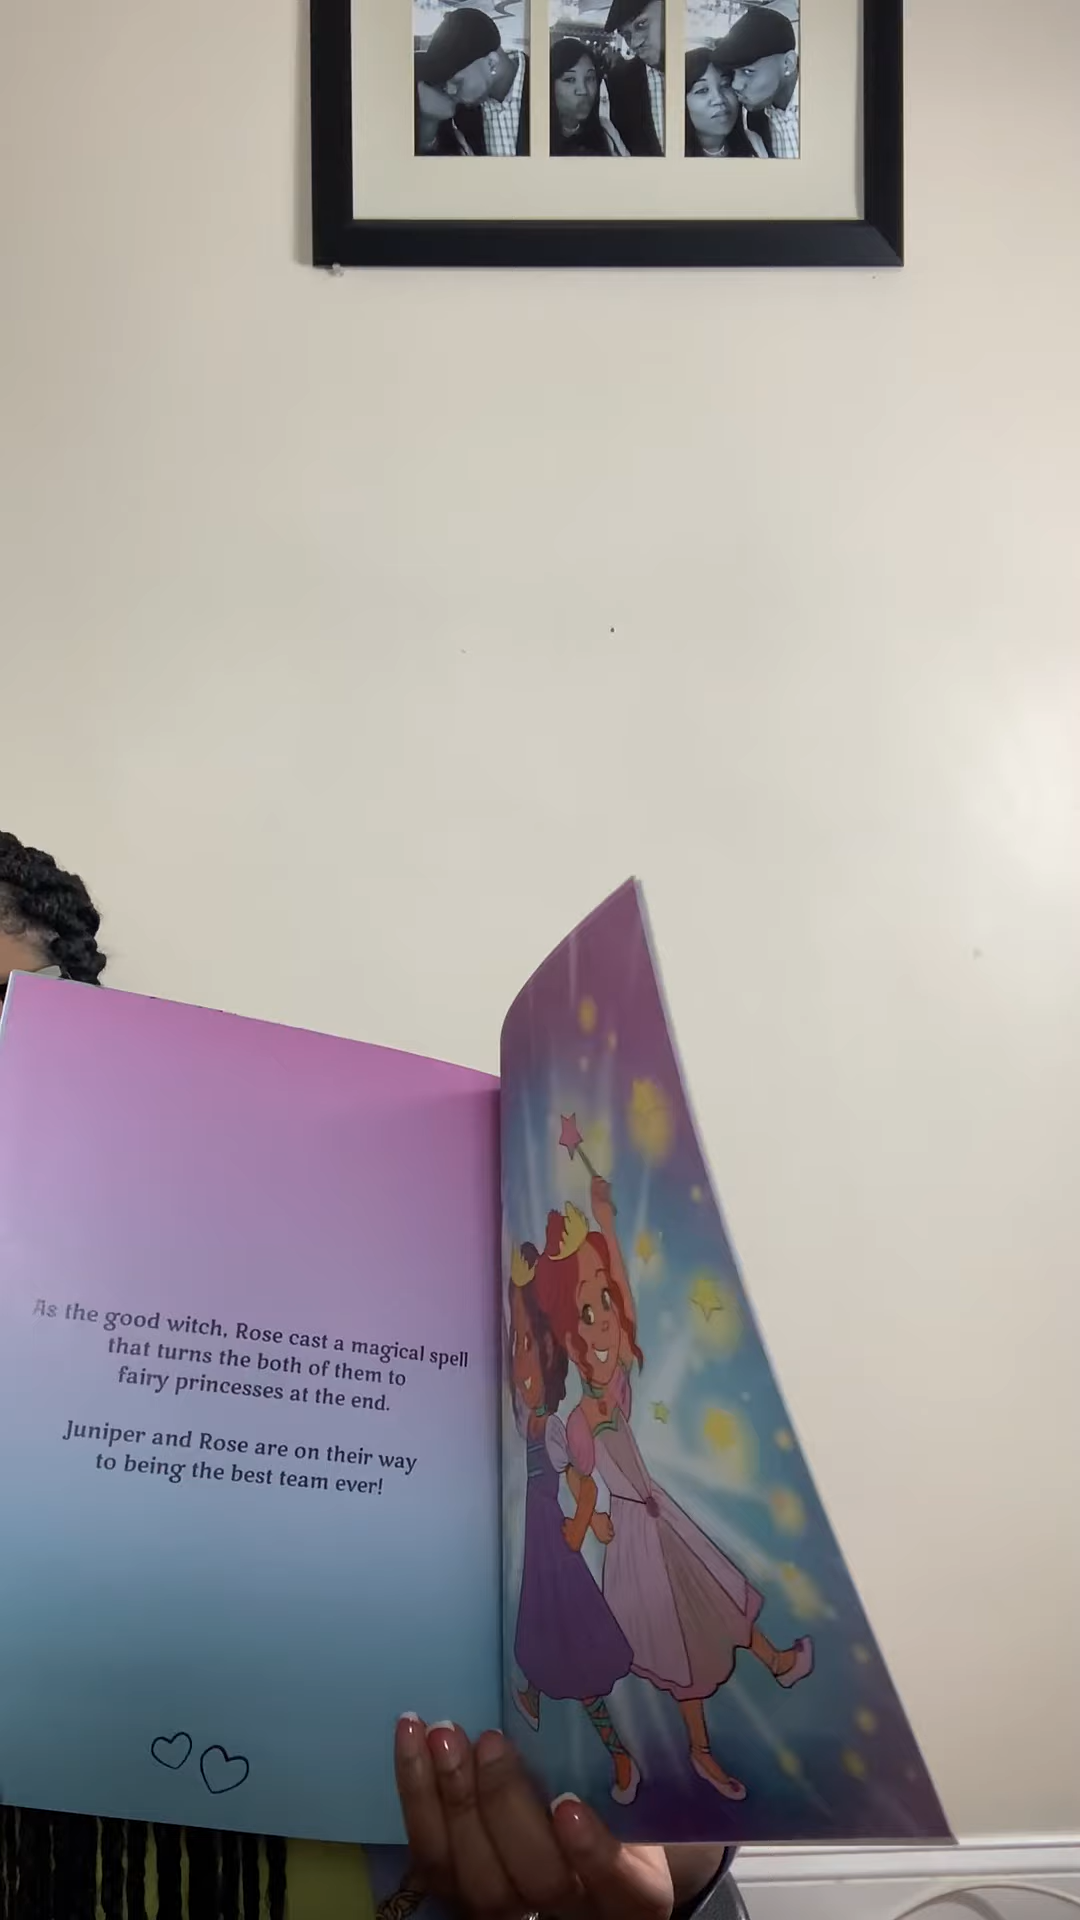 As the good witch, Rose cast a magical spell
that turns the both of them to
fairy princesses at the end.
Juniper and Rose are on their way
to being the best team ever!